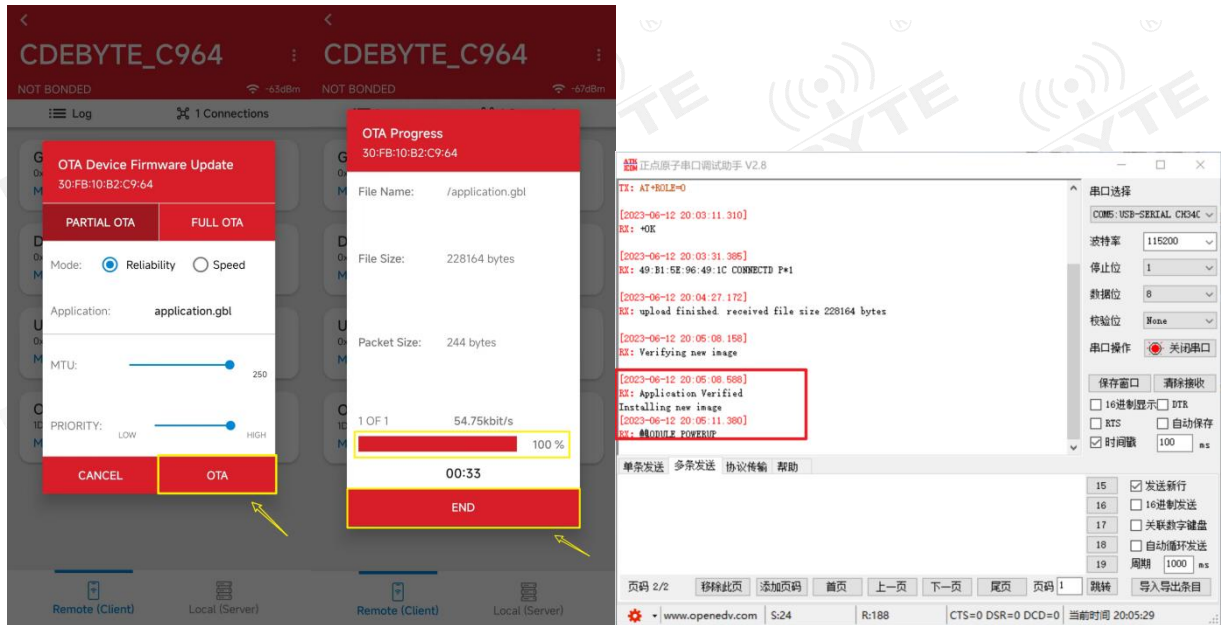 CDEBYTE_C964
NOT BONDED
-63dBm
Log
1 Connections
OTA Device Firmware Update
30:FB:10:B2:C9:64
PARTIAL OTA
FULL OTA
Mode:
Reliability
Speed
Application:
application.gbl
MTU:
250
PRIORITY:
LOW
HIGH
CANCEL
OTA
Remote (Client)
Local (Server)
CDEBYTE_C964
NOT BONDED
-67dBm
OTA Progress
30:FB:10:B2:C9:64
File Name:
/application.gbl
File Size:
228164 bytes
Packet Size:
244 bytes
1 OF 1
54.75kbit/s
100 %
00:33
END
Remote (Client)
Local (Server)
正点原子串口调试助手 V2.8
TX: AT+ROLE=0
[2023-06-12 20:03:11.310]
RX: +OK
[2023-06-12 20:03:31.385]
RX: 49:B1:5E:96:49:1C CONNECTD P*1
[2023-06-12 20:04:27.172]
RX: upload finished. received file size 228164 bytes
[2023-06-12 20:05:08.158]
RX: Verifying new image
[2023-06-12 20:05:08.588]
RX: Application Verified
Installing new image
[2023-06-12 20:05:11.380]
MODULE POWERUP
串口选择
COM5:USB-SERIAL CH34C
波特率 115200
停止位 1
数据位 8
校验位 None
串口操作 关闭串口
保存窗口 清除接收
16进制显示 DTR
RTS 自动保存
时间戳 100 ms
单条发送 多条发送 协议传输 帮助
15 发送新行
16 16进制发送
17 关联数字键盘
18 自动循环发送
19 周期 1000 ms
页码 2/2 移除此页 添加页码 首页 上一页 下一页 尾页 页码 1 跳转 导入导出条目
www.openedv.com S:24 R:188 CTS=0 DSR=0 DCD=0 当前时间 20:05:29